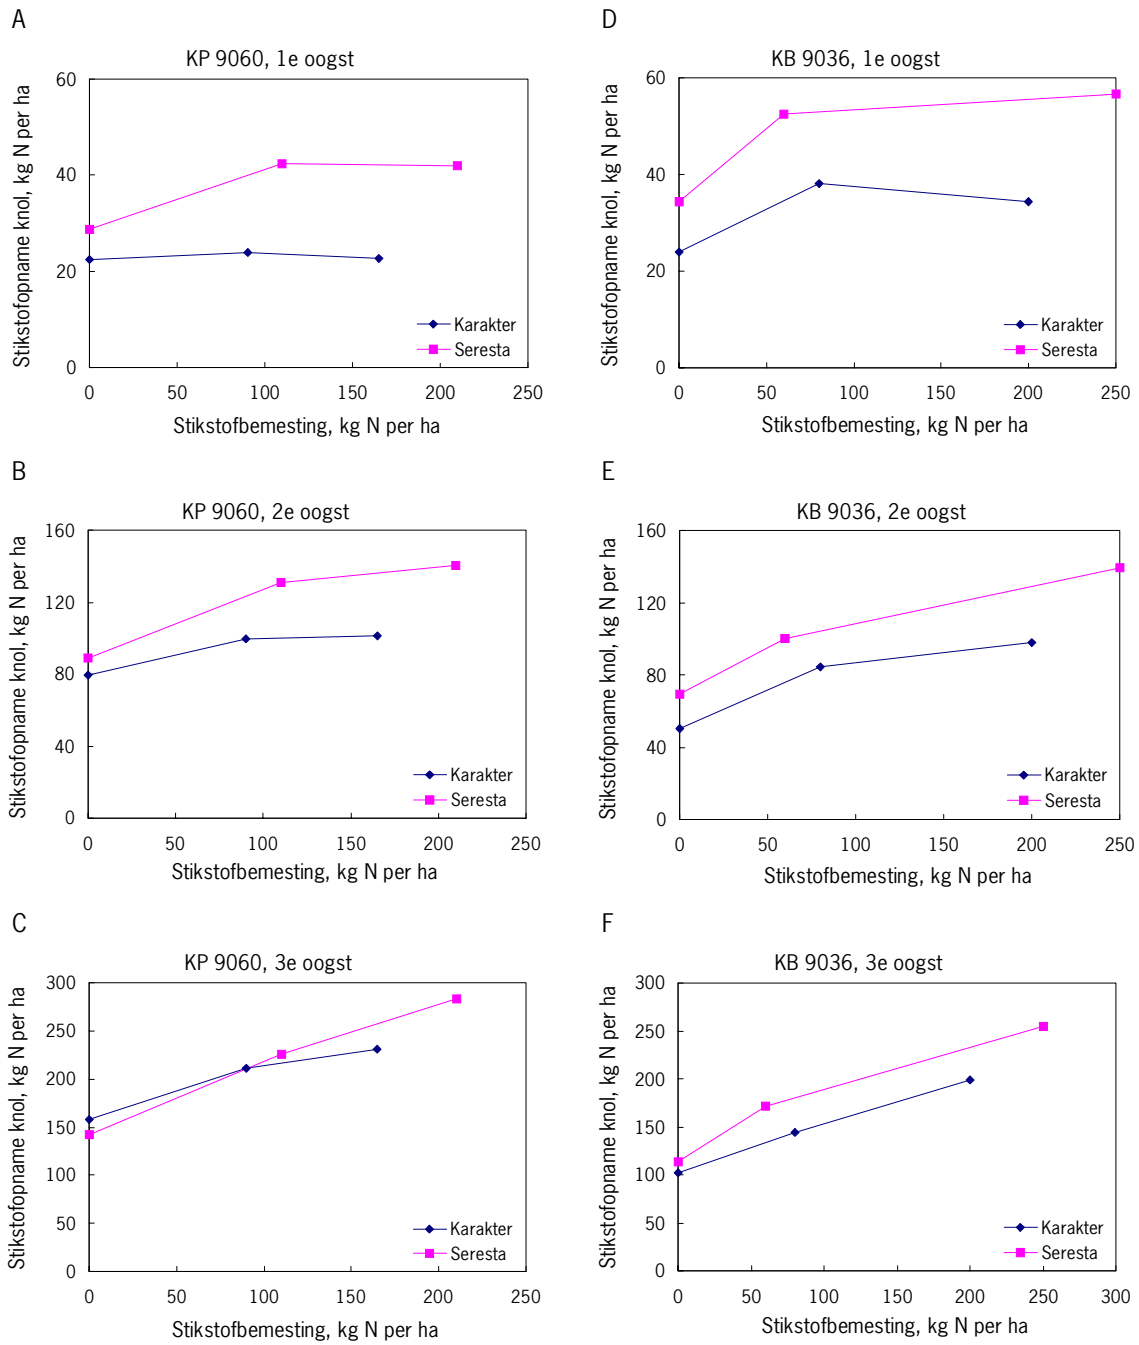 A
KP 9060, 1e oogst
Stikstofopname knol, kg N per ha
60
40
20
0
0 50 100 150 200 250
Karakter
Seresta
Stikstofbemesting, kg N per ha
D
KB 9036, 1e oogst
Stikstofopname knol, kg N per ha
60
40
20
0
0 50 100 150 200 250
Karakter
Seresta
Stikstofbemesting, kg N per ha
B
KP 9060, 2e oogst
Stikstofopname knol, kg N per ha
160
120
80
40
0
0 50 100 150 200 250
Karakter
Seresta
Stikstofbemesting, kg N per ha
E
KB 9036, 2e oogst
Stikstofopname knol, kg N per ha
160
120
80
40
0
0 50 100 150 200 250
Karakter
Seresta
Stikstofbemesting, kg N per ha
C
KP 9060, 3e oogst
Stikstofopname knol, kg N per ha
300
250
200
150
100
50
0
0 50 100 150 200 250
Karakter
Seresta
Stikstofbemesting, kg N per ha
F
KB 9036, 3e oogst
Stikstofopname knol, kg N per ha
300
250
200
150
100
50
0
0 50 100 150 200 250 300
Karakter
Seresta
Stikstofbemesting, kg N per ha